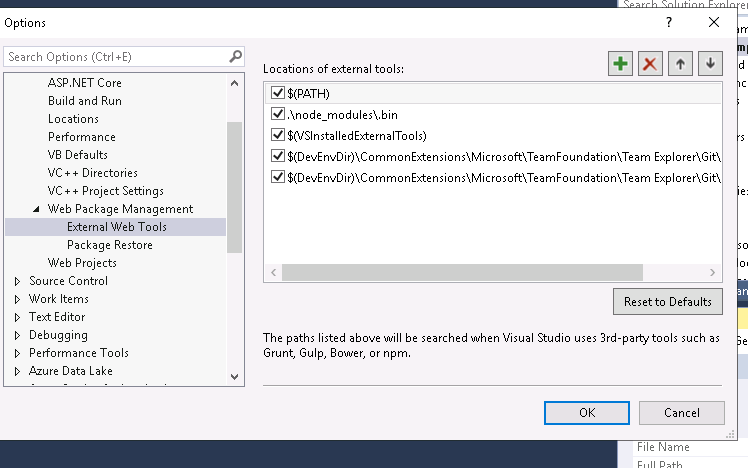 Search Solution Explorer
Options
?
Search Options (Ctrl+E)
ASP.NET Core
Build and Run
Locations
Performance
VB Defaults
VC++ Directories
VC++ Project Settings
Web Package Management
External Web Tools
Package Restore
Web Projects
Source Control
Work Items
Text Editor
Debugging
Performance Tools
Azure Data Lake
Locations of external tools:
$(PATH)
.\node_modules\.bin
$(VSInstalledExternalTools)
$(DevEnvDir)\CommonExtensions\Microsoft\TeamFoundation\Team Explorer\Git\
$(DevEnvDir)\CommonExtensions\Microsoft\TeamFoundation\Team Explorer\Git\
Reset to Defaults
The paths listed above will be searched when Visual Studio uses 3rd-party tools such as
Grunt, Gulp, Bower, or npm.
OK
Cancel
File Name
Full Path